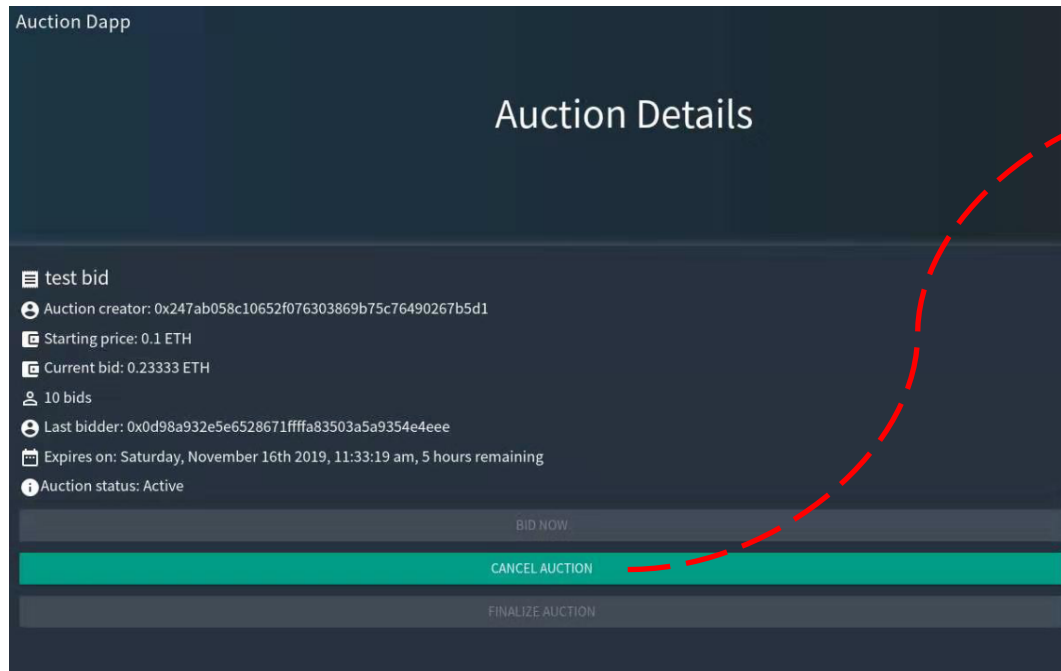 Auction Dapp
Auction Details
test bid
Auction creator: 0x247ab058c10652f076303869b75c76490267b5d1
Starting price: 0.1 ETH
Current bid: 0.23333 ETH
10 bids
Last bidder: 0x0d98a932e5e6528671ffffa83503a5a9354e4eee
Expires on: Saturday, November 16th 2019, 11:33:19 am, 5 hours remaining
Auction status: Active
BID NOW
CANCEL AUCTION
FINALIZE AUCTION